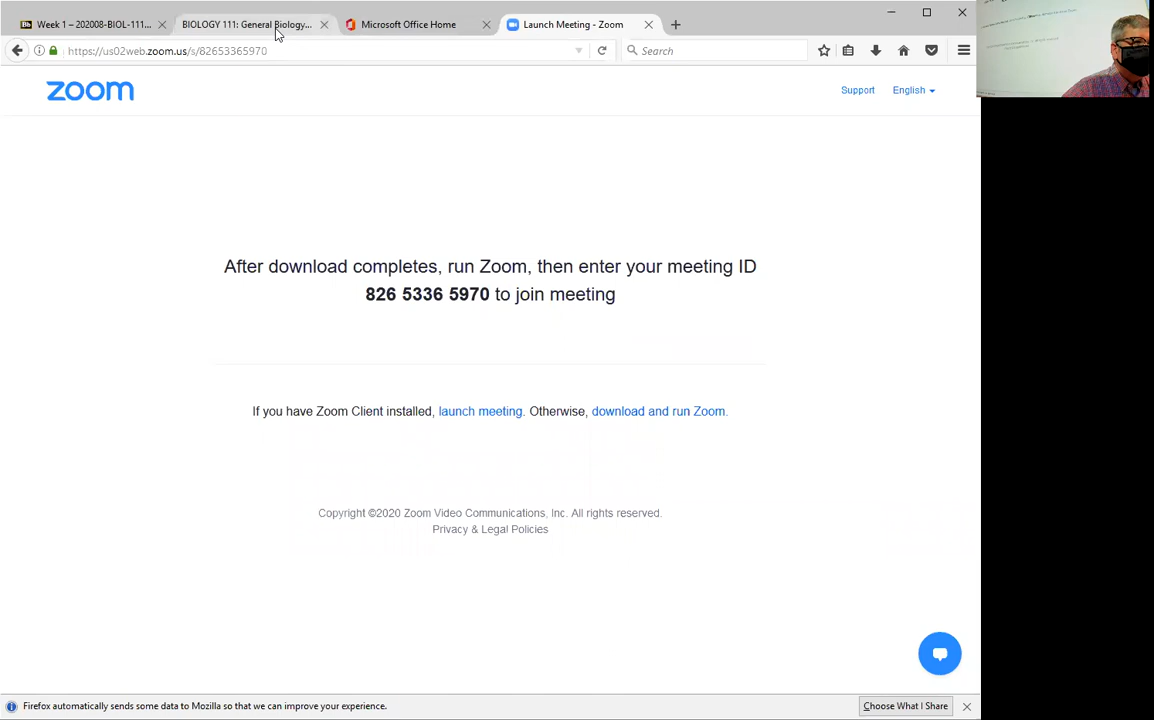 Week 1 – 202008-BIOL-111...
BIOLOGY 111: General Biology...
Microsoft Office Home
Launch Meeting - Zoom
https://us02web.zoom.us/s/82653365970
Search
zoom
Support
English
After download completes, run Zoom, then enter your meeting ID
826 5336 5970 to join meeting
If you have Zoom Client installed, launch meeting. Otherwise, download and run Zoom.
Copyright ©2020 Zoom Video Communications, Inc. All rights reserved.
Privacy & Legal Policies
Firefox automatically sends some data to Mozilla so that we can improve your experience.
Choose What I Share